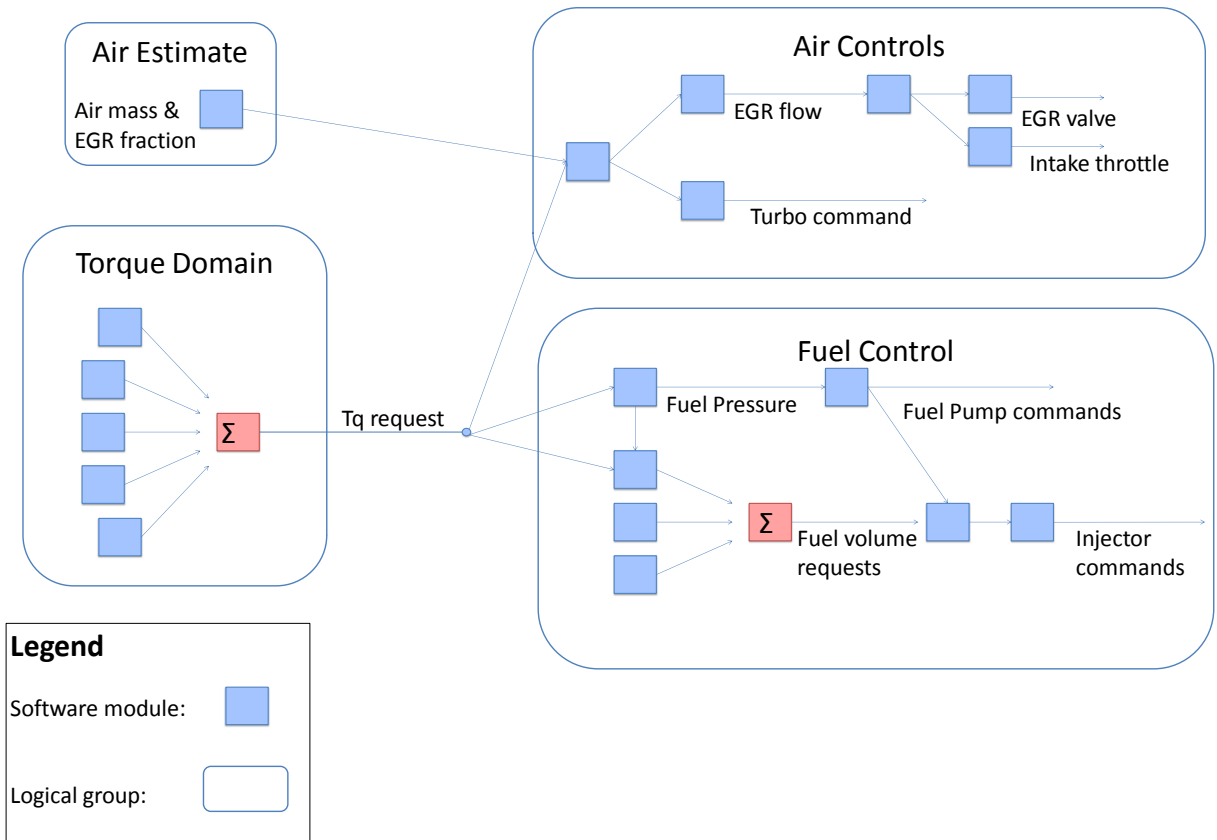 Air Estimate
Air mass &
EGR fraction
Air Controls
EGR flow
EGR valve
Intake throttle
Turbo command
Torque Domain
Σ
Tq request
Fuel Control
Fuel Pressure
Fuel Pump commands
Σ
Fuel volume
requests
Injector
commands
Legend
Software module:
Logical group: